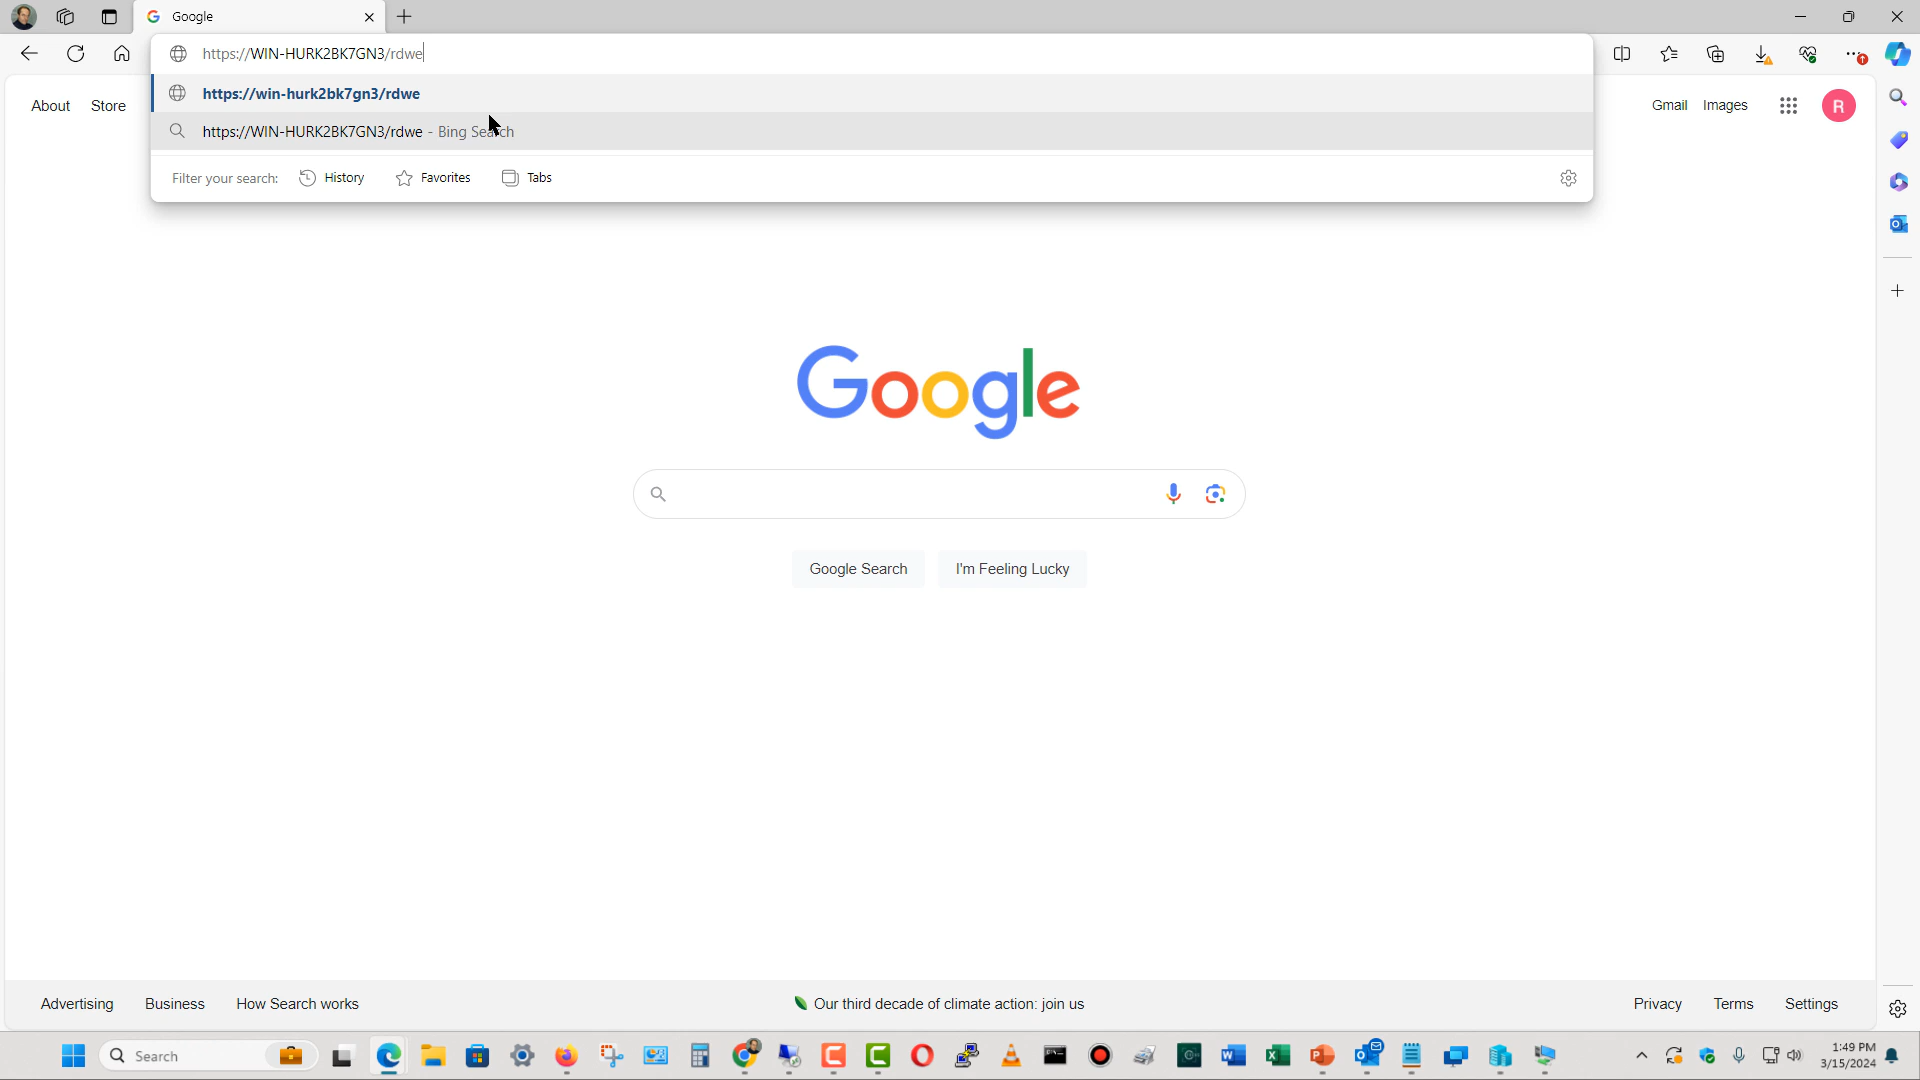 Google
https://WIN-HURK2BK7GN3/rdwe
https://win-hurk2bk7gn3/rdwe
https://WIN-HURK2BK7GN3/rdwe - Bing Search
Filter your search: History Favorites Tabs
About Store
Gmail Images R
Google
Google Search I'm Feeling Lucky
Advertising Business How Search works
Our third decade of climate action: join us
Privacy Terms Settings
Search
1:49 PM
3/15/2024